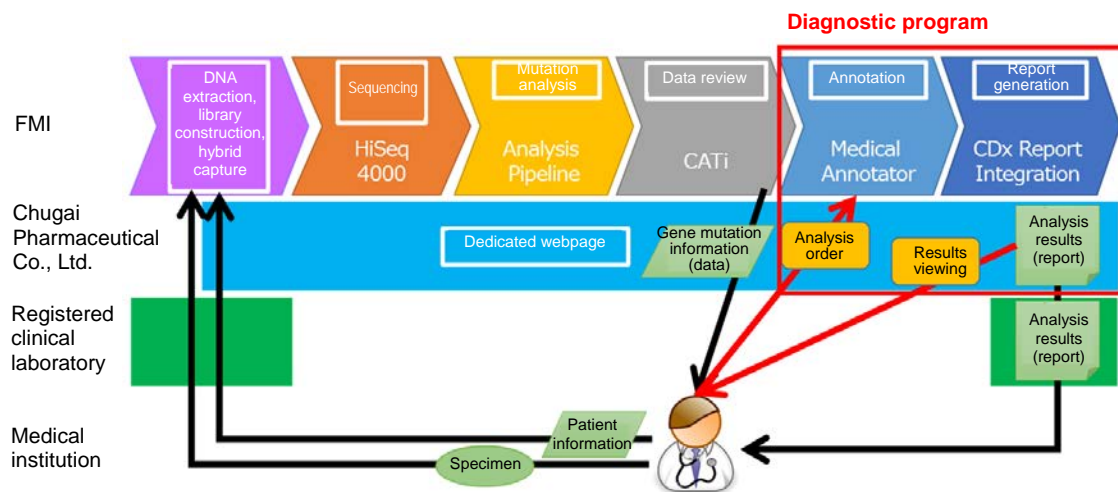 Diagnostic program
FMI
DNA
extraction,
library
construction,
hybrid
capture
Sequencing
HiSeq
4000
Mutation
analysis
Analysis
Pipeline
Data review
CATi
Annotation
Medical
Annotator
Report
generation
CDx Report
Integration
Chugai
Pharmaceutical
Co., Ltd.
Dedicated webpage
Gene mutation
information
(data)
Analysis
order
Results
viewing
Analysis
results
(report)
Registered
clinical
laboratory
Analysis
results
(report)
Medical
institution
Patient
information
Specimen